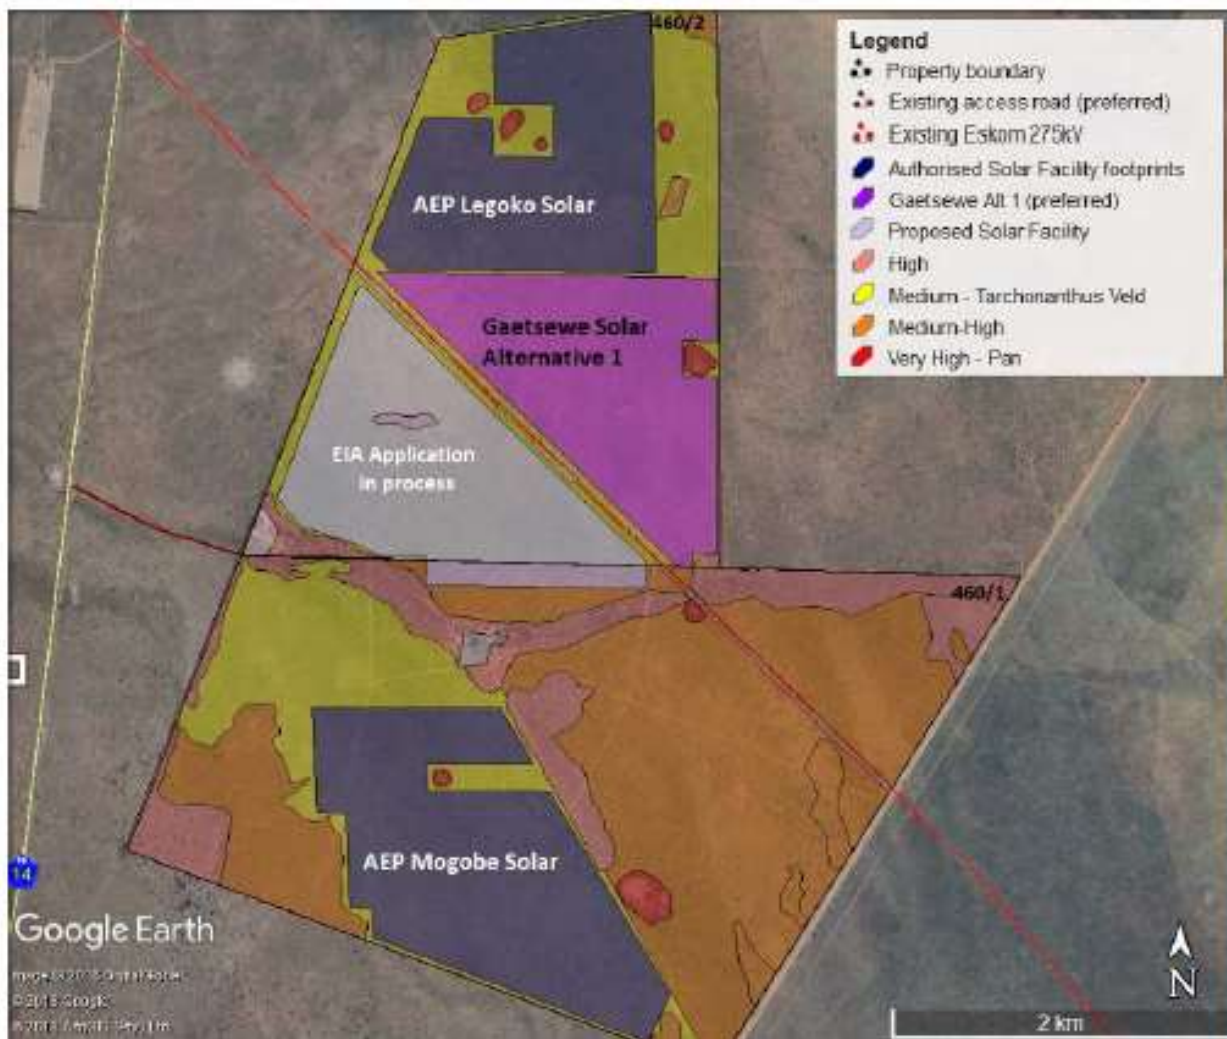 460/2
Legend
Property boundary
Existing access road (preferred)
Existing Eskom 275kV
Authorised Solar Facility footprints
Gaetsewe Alt 1 (preferred)
Proposed Solar Facility
High
Medium - Tarchonanthus Veld
Medium-High
Very High - Pan
AEP Legoko Solar
Gaetsewe Solar
Alternative 1
EIA Application
in process
460/1
AEP Mogobe Solar
14
Google Earth
© 2018 Google
N
2 km